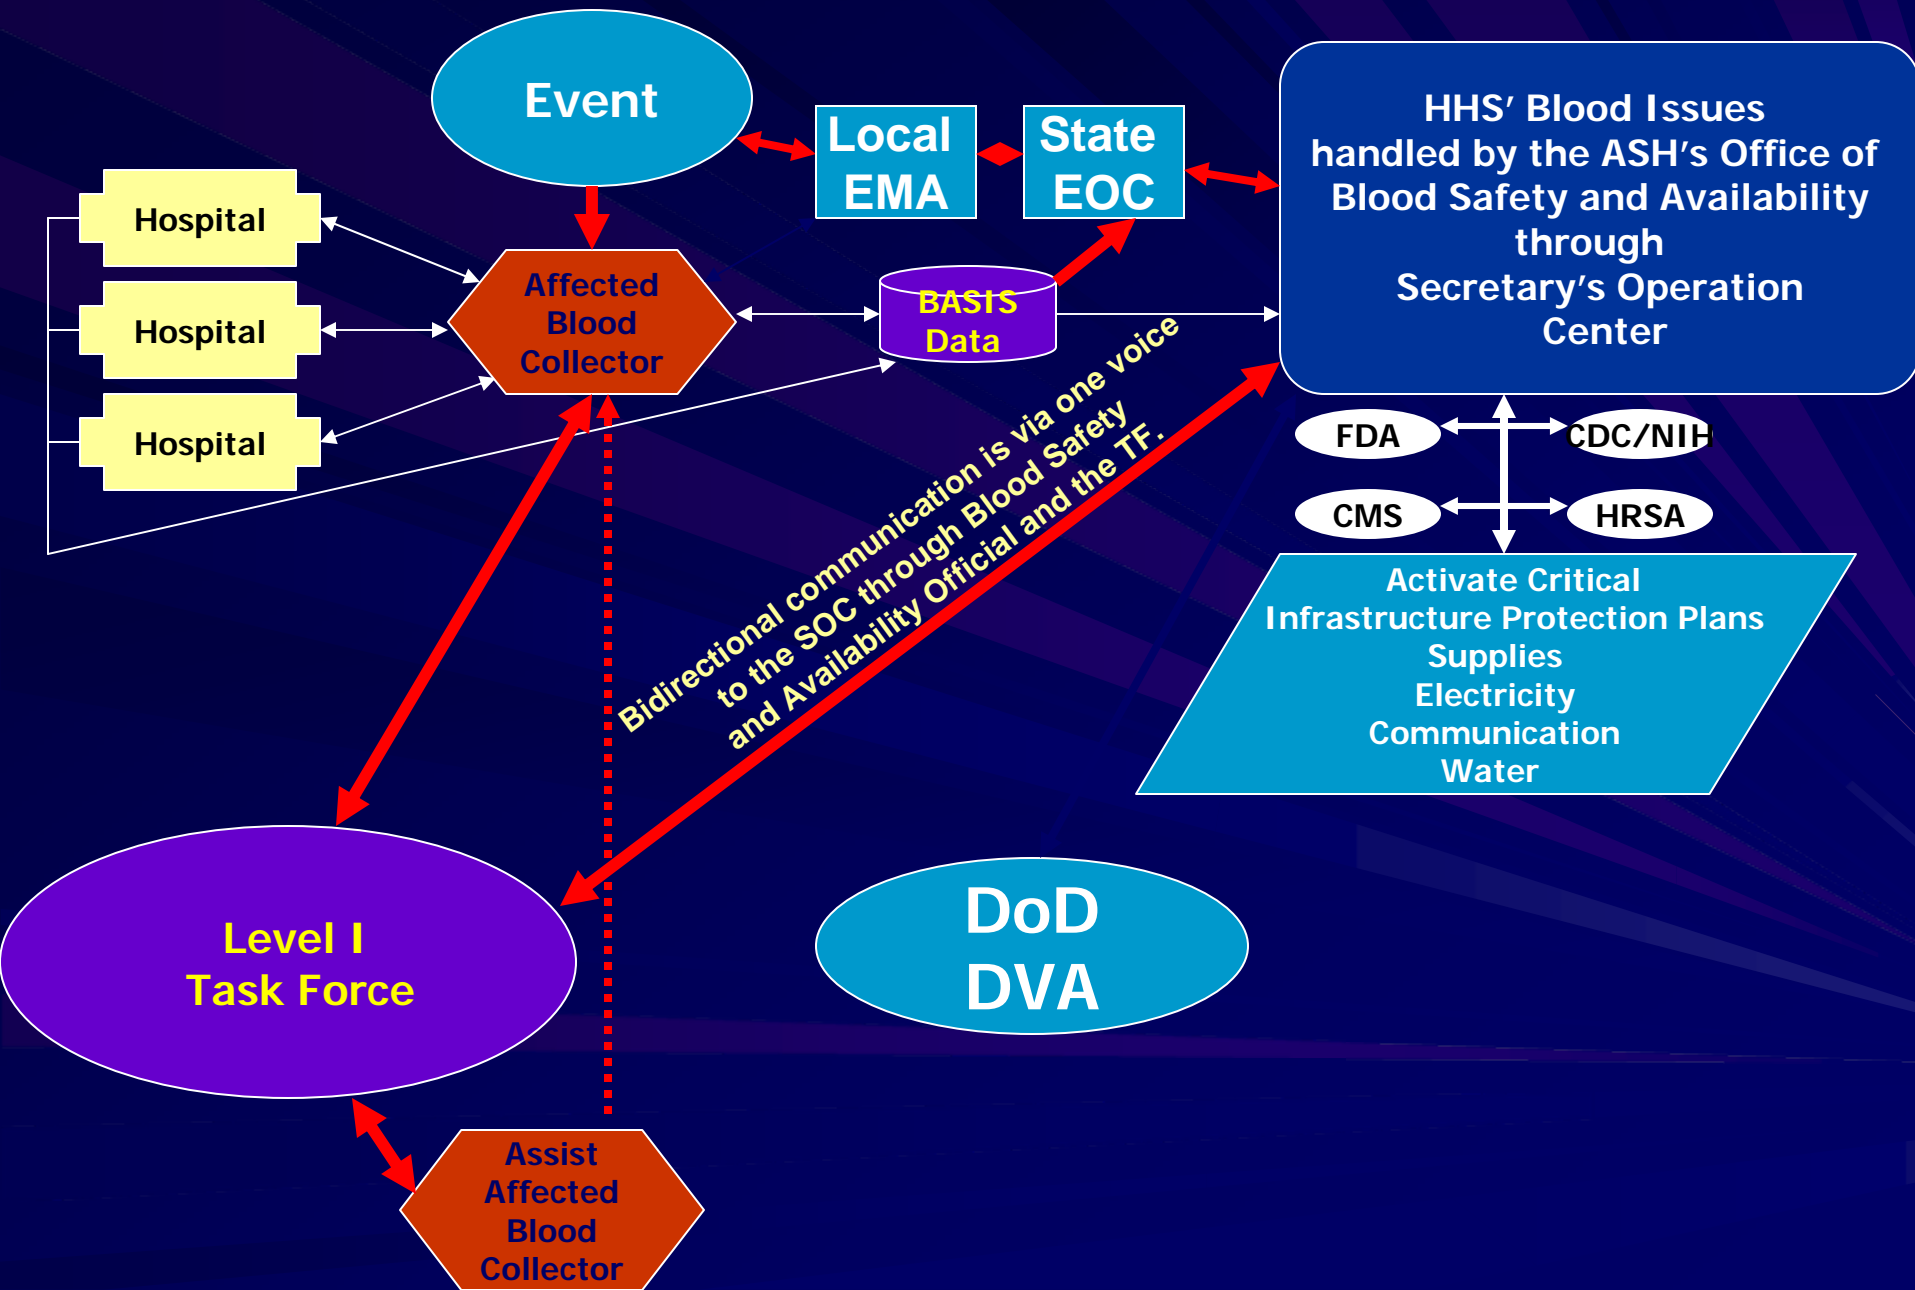 Event
Local
EMA
State
EOC
HHS' Blood Issues
handled by the ASH's Office of
Blood Safety and Availability
through
Secretary's Operation
Center
Hospital
Hospital
Hospital
Affected
Blood
Collector
BASIS
Data
Bidirectional communication is via one voice
to the SOC through Blood Safety
and Availability Official and the TF.
FDA
CDC/NIH
CMS
HRSA
Activate Critical
Infrastructure Protection Plans
Supplies
Electricity
Communication
Water
Level I
Task Force
DoD
DVA
Assist
Affected
Blood
Collector